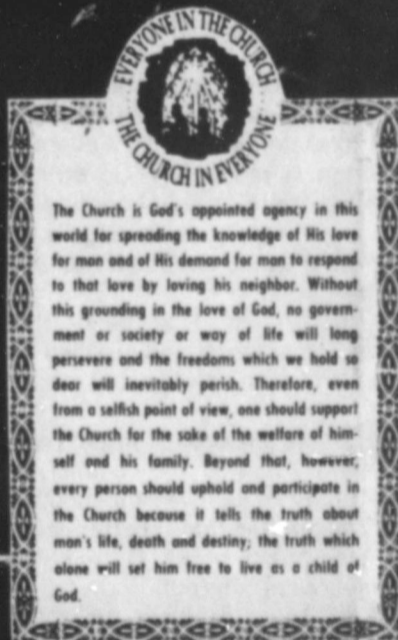 EVERYONE IN THE CHURCH
THE CHURCH IN EVERYONE
The Church is God's appointed agency in this
world for spreading the knowledge of His love
for man and of His demand for man to respond
to that love by loving his neighbor. Without
this grounding in the love of God, no govern-
ment or society or way of life will long
persevere and the freedoms which we hold so
dear will inevitably perish. Therefore, even
from a selfish point of view, one should support
the Church for the sake of the welfare of him-
self and his family. Beyond that, however,
every person should uphold and participate in
the Church because it tells the truth about
man's life, death and destiny; the truth which
alone will set him free to live as a child of
God.